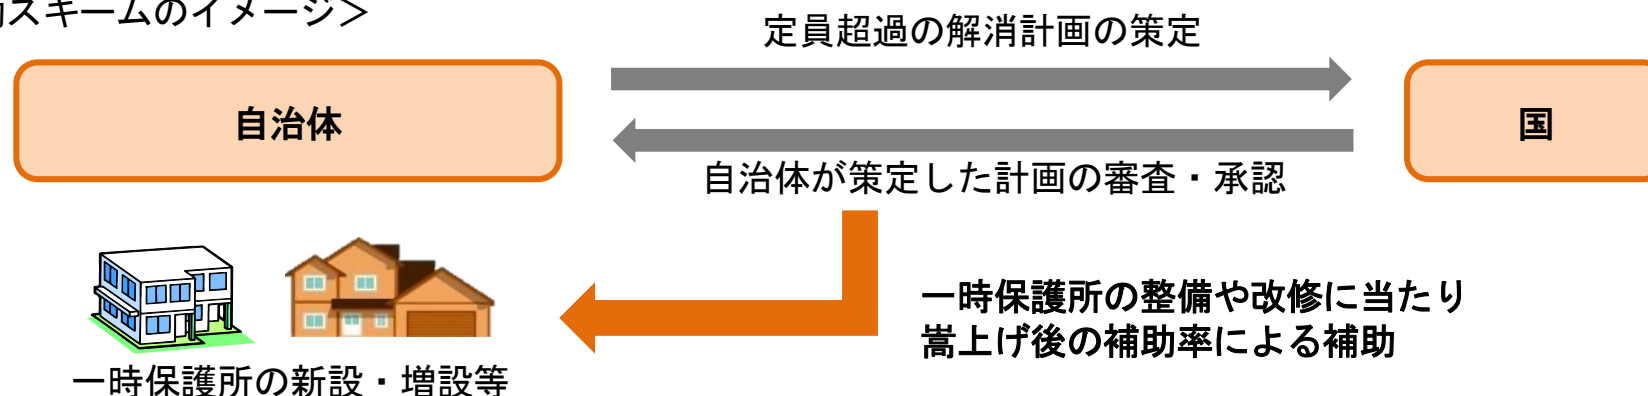 スキームのイメージ＞
定員超過の解消計画の策定
自治体
国
自治体が策定した計画の審査・承認
一時保護所の整備や改修に当たり
嵩上げ後の補助率による補助
一時保護所の新設・増設等